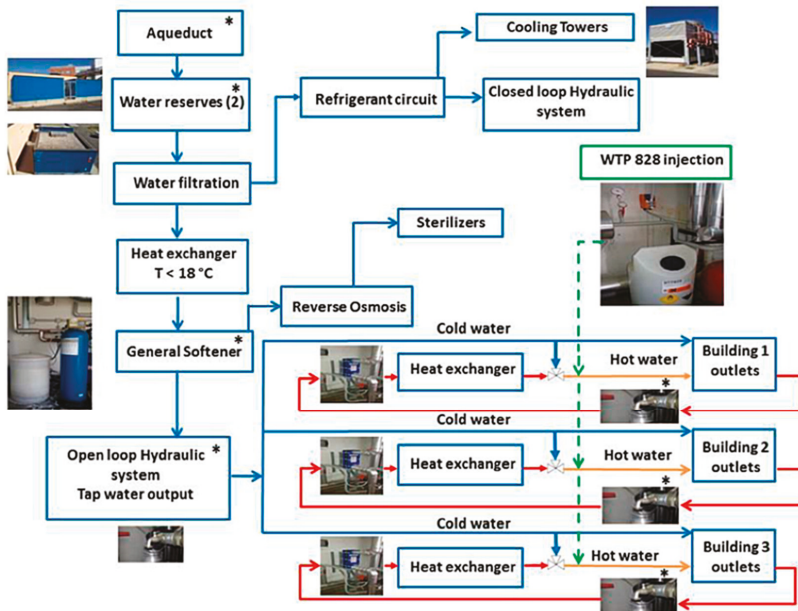 Aqueduct *
Cooling Towers
Water reserves (2) *
Refrigerant circuit
Closed loop Hydraulic
system
Water filtration
WTP 828 injection
Heat exchanger
T < 18 °C
Sterilizers
Reverse Osmosis
General Softener *
Cold water
Heat exchanger
Hot water
Building 1
outlets
*
Cold water
Open loop Hydraulic *
system
Tap water output
Heat exchanger
Hot water
Building 2
outlets
*
Cold water
Heat exchanger
Hot water
Building 3
outlets
*